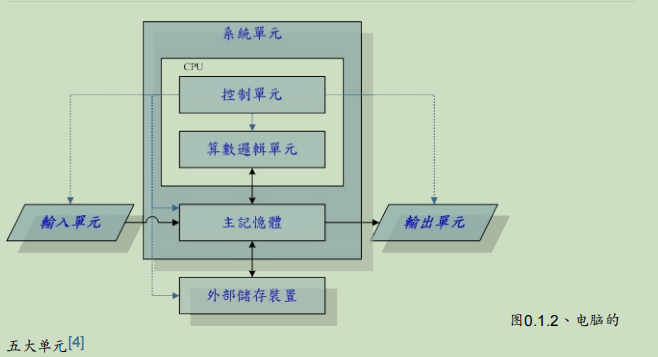 系統單元
CPU
控制單元
算數邏輯單元
輸入單元
主記憶體
輸出單元
外部儲存裝置
图0.1.2、电脑的
五大单元[4]